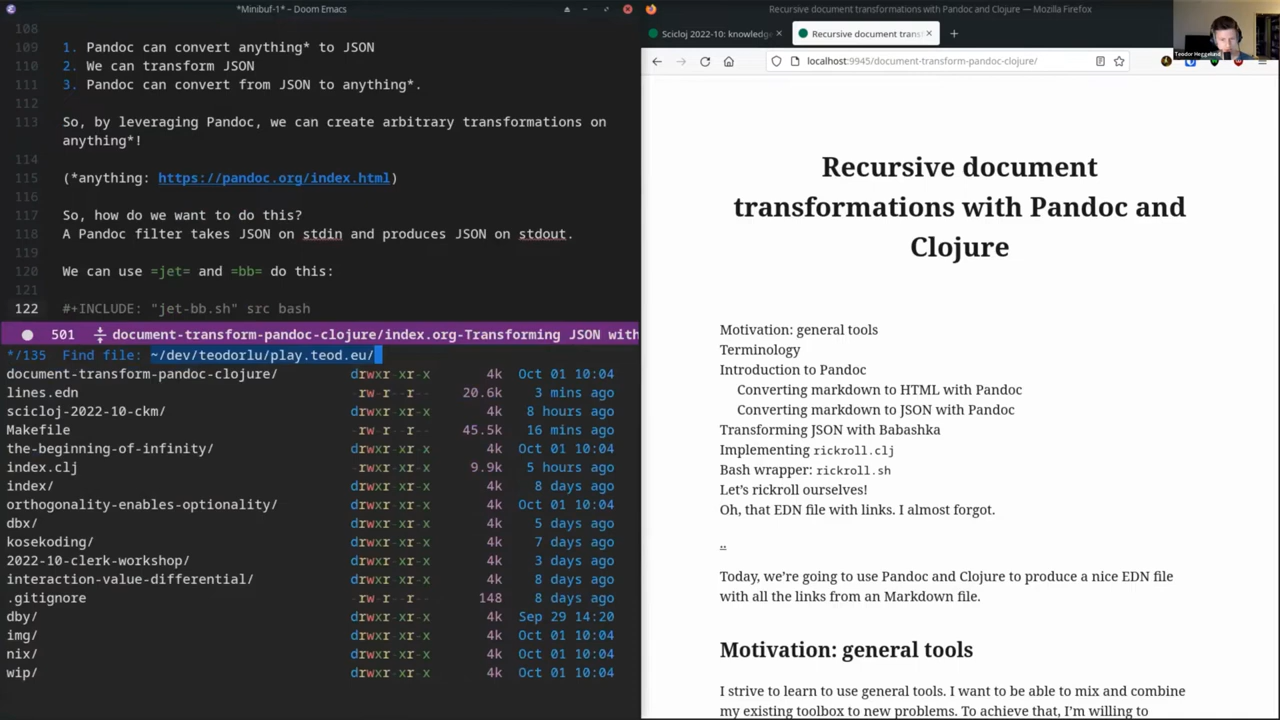 *Minibuf-1* – Doom Emacs
108
109 1. Pandoc can convert anything* to JSON
110 2. We can transform JSON
111 3. Pandoc can convert from JSON to anything*.
112
113 So, by leveraging Pandoc, we can create arbitrary transformations on
anything*!
114
115 (*anything: https://pandoc.org/index.html)
116
117 So, how do we want to do this?
118 A Pandoc filter takes JSON on stdin and produces JSON on stdout.
119
120 We can use =jet= and =bb= do this:
121
122 #+INCLUDE: "jet-bb.sh" src bash
501 document-transform-pandoc-clojure/index.org-Transforming JSON with
*/135 Find file: ~/dev/teodorlu/play.teod.eu/
document-transform-pandoc-clojure/ drwxr-xr-x 4k Oct 01 10:04
lines.edn -rw-r--r-- 20.6k 3 mins ago
scicloj-2022-10-ckm/ drwxr-xr-x 4k 8 hours ago
Makefile -rw-r--r-- 45.5k 16 mins ago
the-beginning-of-infinity/ drwxr-xr-x 4k Oct 01 10:04
index.clj -rw-r--r-- 9.9k 5 hours ago
index/ drwxr-xr-x 4k 8 days ago
orthogonality-enables-optionality/ drwxr-xr-x 4k Oct 01 10:04
dbx/ drwxr-xr-x 4k 5 days ago
kosekoding/ drwxr-xr-x 4k 7 days ago
2022-10-clerk-workshop/ drwxr-xr-x 4k 3 days ago
interaction-value-differential/ drwxr-xr-x 4k 8 days ago
.gitignore -rw-r--r-- 148 8 days ago
dby/ drwxr-xr-x 4k Sep 29 14:20
img/ drwxr-xr-x 4k Oct 01 10:04
nix/ drwxr-xr-x 4k Oct 01 10:04
wip/ drwxr-xr-x 4k Oct 01 10:04
Recursive document transformations with Pandoc and Clojure — Mozilla Firefox
Scicloj 2022-10: knowledge
Recursive document trans
localhost:9945/document-transform-pandoc-clojure/
Teodor Heggelund
Recursive document
transformations with Pandoc and
Clojure
Motivation: general tools
Terminology
Introduction to Pandoc
Converting markdown to HTML with Pandoc
Converting markdown to JSON with Pandoc
Transforming JSON with Babashka
Implementing rickroll.clj
Bash wrapper: rickroll.sh
Let's rickroll ourselves!
Oh, that EDN file with links. I almost forgot.
..
Today, we're going to use Pandoc and Clojure to produce a nice EDN file
with all the links from an Markdown file.
Motivation: general tools
I strive to learn to use general tools. I want to be able to mix and combine
my existing toolbox to new problems. To achieve that, I'm willing to